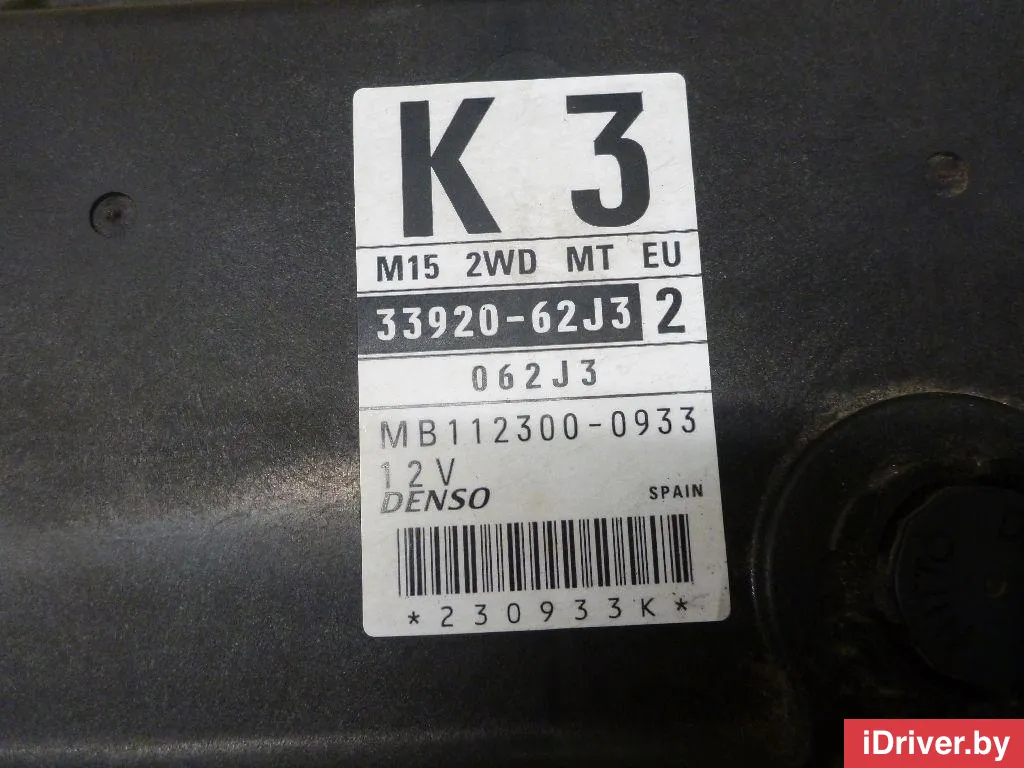 K 3
M15 2WD MT EU
33920-62J3 2
062J3
MB112300-0933
12V
DENSO SPAIN
*230933K*
iDriver.by